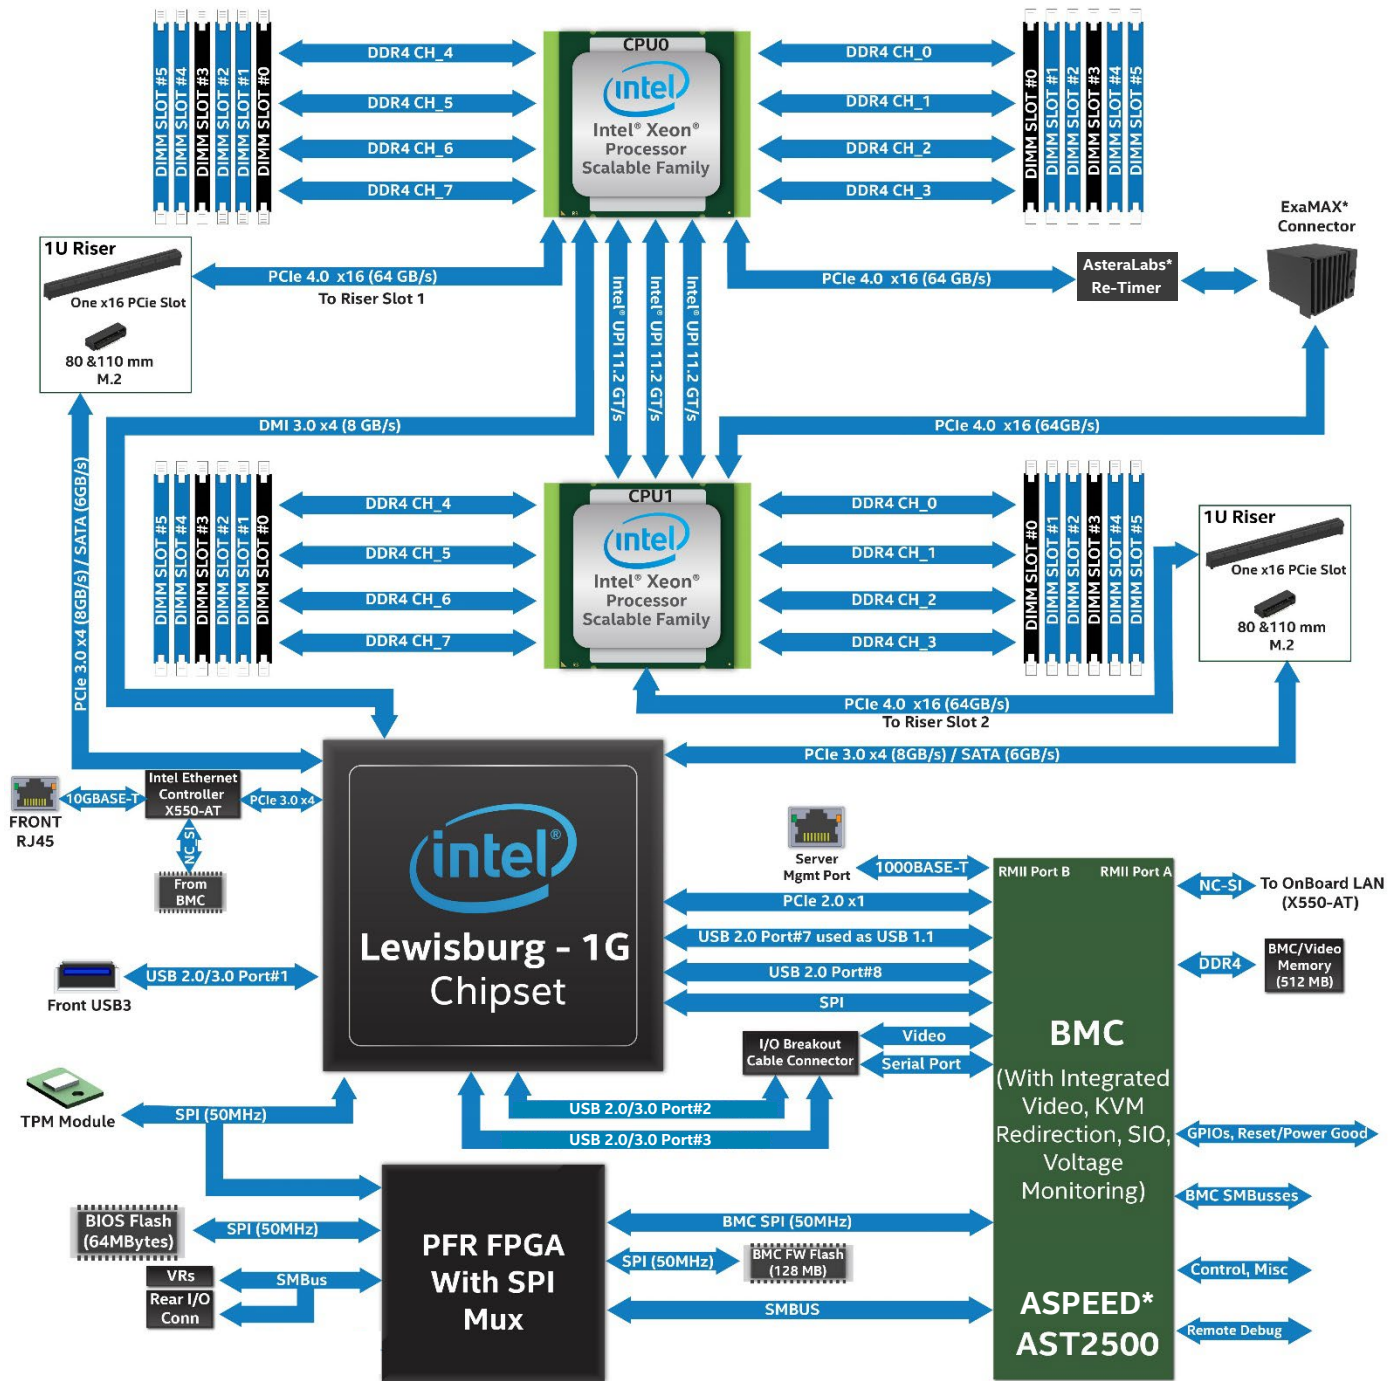 DIMM SLOT #5
DIMM SLOT #4
DIMM SLOT #3
DIMM SLOT #2
DIMM SLOT #1
DIMM SLOT #0
DDR4 CH_4
DDR4 CH_5
DDR4 CH_6
DDR4 CH_7
CPU0
intel
Intel® Xeon®
Processor
Scalable Family
DDR4 CH_0
DDR4 CH_1
DDR4 CH_2
DDR4 CH_3
DIMM SLOT #0
DIMM SLOT #1
DIMM SLOT #2
DIMM SLOT #3
DIMM SLOT #4
DIMM SLOT #5
1U Riser
One x16 PCIe Slot
80 &110 mm
M.2
PCIe 4.0 x16 (64 GB/s)
To Riser Slot 1
Intel® UPI 11.2 GT/s
Intel® UPI 11.2 GT/s
Intel® UPI 11.2 GT/s
PCIe 4.0 x16 (64 GB/s)
AsteraLabs*
Re-Timer
ExaMAX*
Connector
DMI 3.0 x4 (8 GB/s)
PCIe 4.0 x16 (64GB/s)
PCIe 3.0 x4 (8GB/s) / SATA (6GB/s)
DIMM SLOT #5
DIMM SLOT #4
DIMM SLOT #3
DIMM SLOT #2
DIMM SLOT #1
DIMM SLOT #0
DDR4 CH_4
DDR4 CH_5
DDR4 CH_6
DDR4 CH_7
CPU1
intel
Intel® Xeon®
Processor
Scalable Family
DDR4 CH_0
DDR4 CH_1
DDR4 CH_2
DDR4 CH_3
DIMM SLOT #0
DIMM SLOT #1
DIMM SLOT #2
DIMM SLOT #3
DIMM SLOT #4
DIMM SLOT #5
1U Riser
One x16 PCIe Slot
80 &110 mm
M.2
PCIe 4.0 x16 (64GB/s)
To Riser Slot 2
PCIe 3.0 x4 (8GB/s) / SATA (6GB/s)
FRONT
RJ45
10GBASE-T
Intel Ethernet
Controller
X550-AT
PCIe 3.0 x4
NC_SI
From
BMC
intel®
Lewisburg - 1G
Chipset
Server
Mgmt Port
1000BASE-T
RMII Port B
RMII Port A
NC-SI
To OnBoard LAN
(X550-AT)
PCIe 2.0 x1
USB 2.0 Port#7 used as USB 1.1
USB 2.0 Port#8
SPI
DDR4
BMC/Video
Memory
(512 MB)
Front USB3
USB 2.0/3.0 Port#1
I/O Breakout
Cable Connector
Video
Serial Port
BMC
(With Integrated
Video, KVM
Redirection, SIO,
Voltage
Monitoring)
ASPEED*
AST2500
TPM Module
SPI (50MHz)
USB 2.0/3.0 Port#2
USB 2.0/3.0 Port#3
GPIOs, Reset/Power Good
BMC SMBusses
Control, Misc
Remote Debug
BIOS Flash
(64MBytes)
SPI (50MHz)
VRs
Rear I/O
Conn
SMBus
PFR FPGA
With SPI
Mux
BMC SPI (50MHz)
SPI (50MHz)
BMC FW Flash
(128 MB)
SMBUS